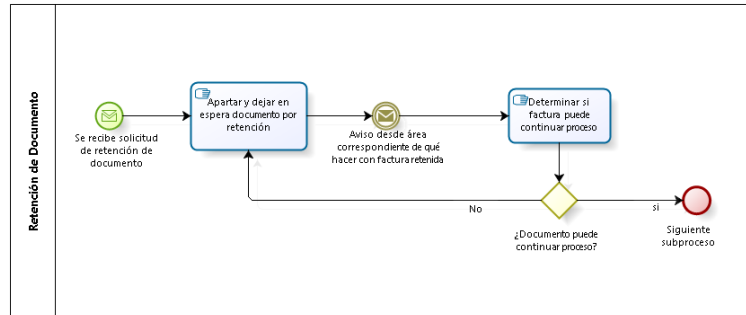 Retención de Documento
Se recibe solicitud
de retención de
documento
Apartar y dejar en
espera documento por
retención
Aviso desde área
correspondiente de qué
hacer con factura retenida
Determinar si
factura puede
continuar proceso
No
si
¿Documento puede
continuar proceso?
Siguiente
subproceso